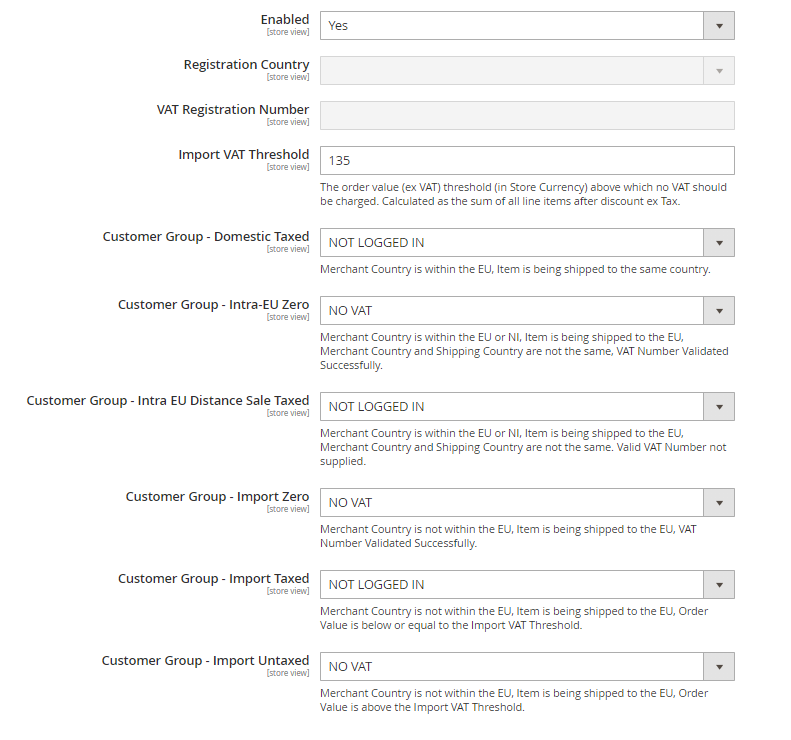 Enabled
[store view]
Yes
Registration Country
[store view]
VAT Registration Number
[store view]
Import VAT Threshold
[store view]
135
The order value (ex VAT) threshold (in Store Currency) above which no VAT should
be charged. Calculated as the sum of all line items after discount ex Tax.
Customer Group - Domestic Taxed
[store view]
NOT LOGGED IN
Merchant Country is within the EU, Item is being shipped to the same country.
Customer Group - Intra-EU Zero
[store view]
NO VAT
Merchant Country is within the EU or NI, Item is being shipped to the EU,
Merchant Country and Shipping Country are not the same, VAT Number Validated
Successfully.
Customer Group - Intra EU Distance Sale Taxed
[store view]
NOT LOGGED IN
Merchant Country is within the EU or NI, Item is being shipped to the EU,
Merchant Country and Shipping Country are not the same. Valid VAT Number not
supplied.
Customer Group - Import Zero
[store view]
NO VAT
Merchant Country is not within the EU, Item is being shipped to the EU, VAT
Number Validated Successfully.
Customer Group - Import Taxed
[store view]
NOT LOGGED IN
Merchant Country is not within the EU, Item is being shipped to the EU, Order
Value is below or equal to the Import VAT Threshold.
Customer Group - Import Untaxed
[store view]
NO VAT
Merchant Country is not within the EU, Item is being shipped to the EU, Order
Value is above the Import VAT Threshold.